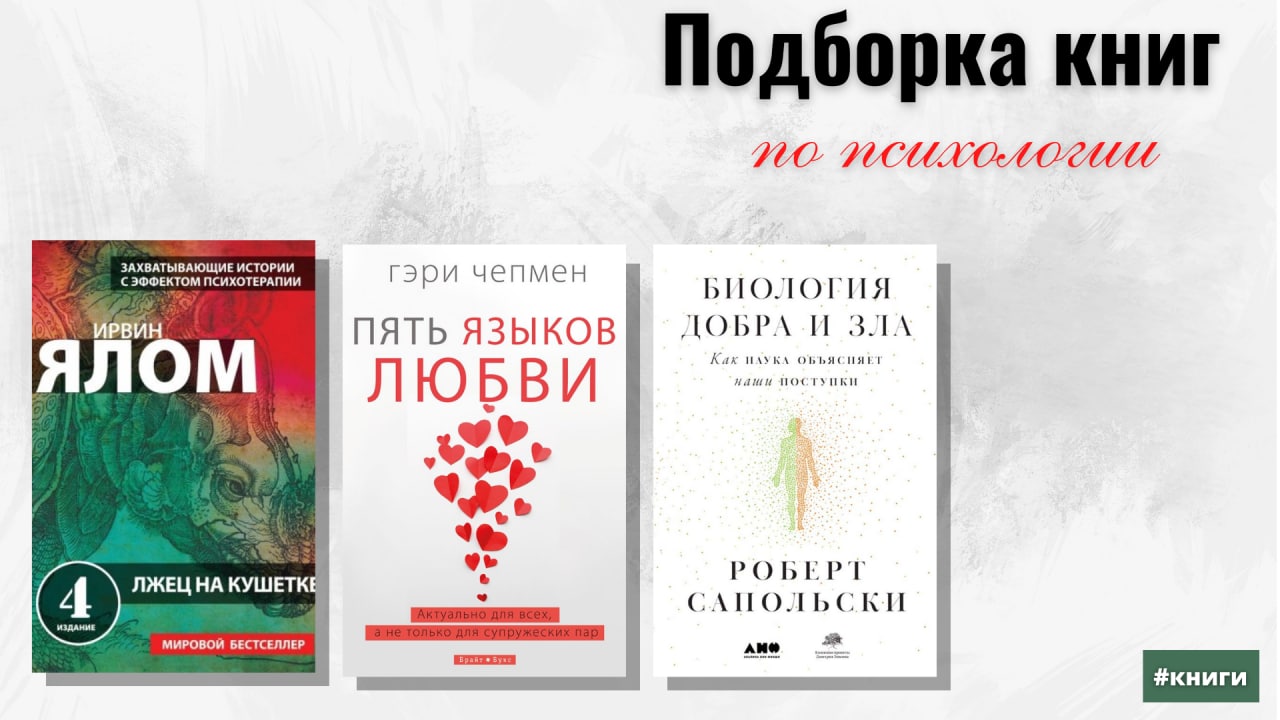 Подборка книг
по психологии
ЗАХВАТЫВАЮЩИЕ ИСТОРИИ
С ЭФФЕКТОМ ПСИХОТЕРАПИИ
ИРВИН
ЯЛОМ
4
ИЗДАНИЕ
ЛЖЕЦ НА КУШЕТКЕ
МИРОВОЙ БЕСТСЕЛЛЕР
гэри чепмен
ПЯТЬ ЯЗЫКОВ
ЛЮБВИ
Актуально для всех,
а не только для супружеских пар
Брайт Букс
БИОЛОГИЯ
ДОБРА И ЗЛА
Как НАУКА ОБЪЯСНЯЕТ
наши ПОСТУПКИ
РОБЕРТ
САПОЛЬСКИ
#КНИГИ